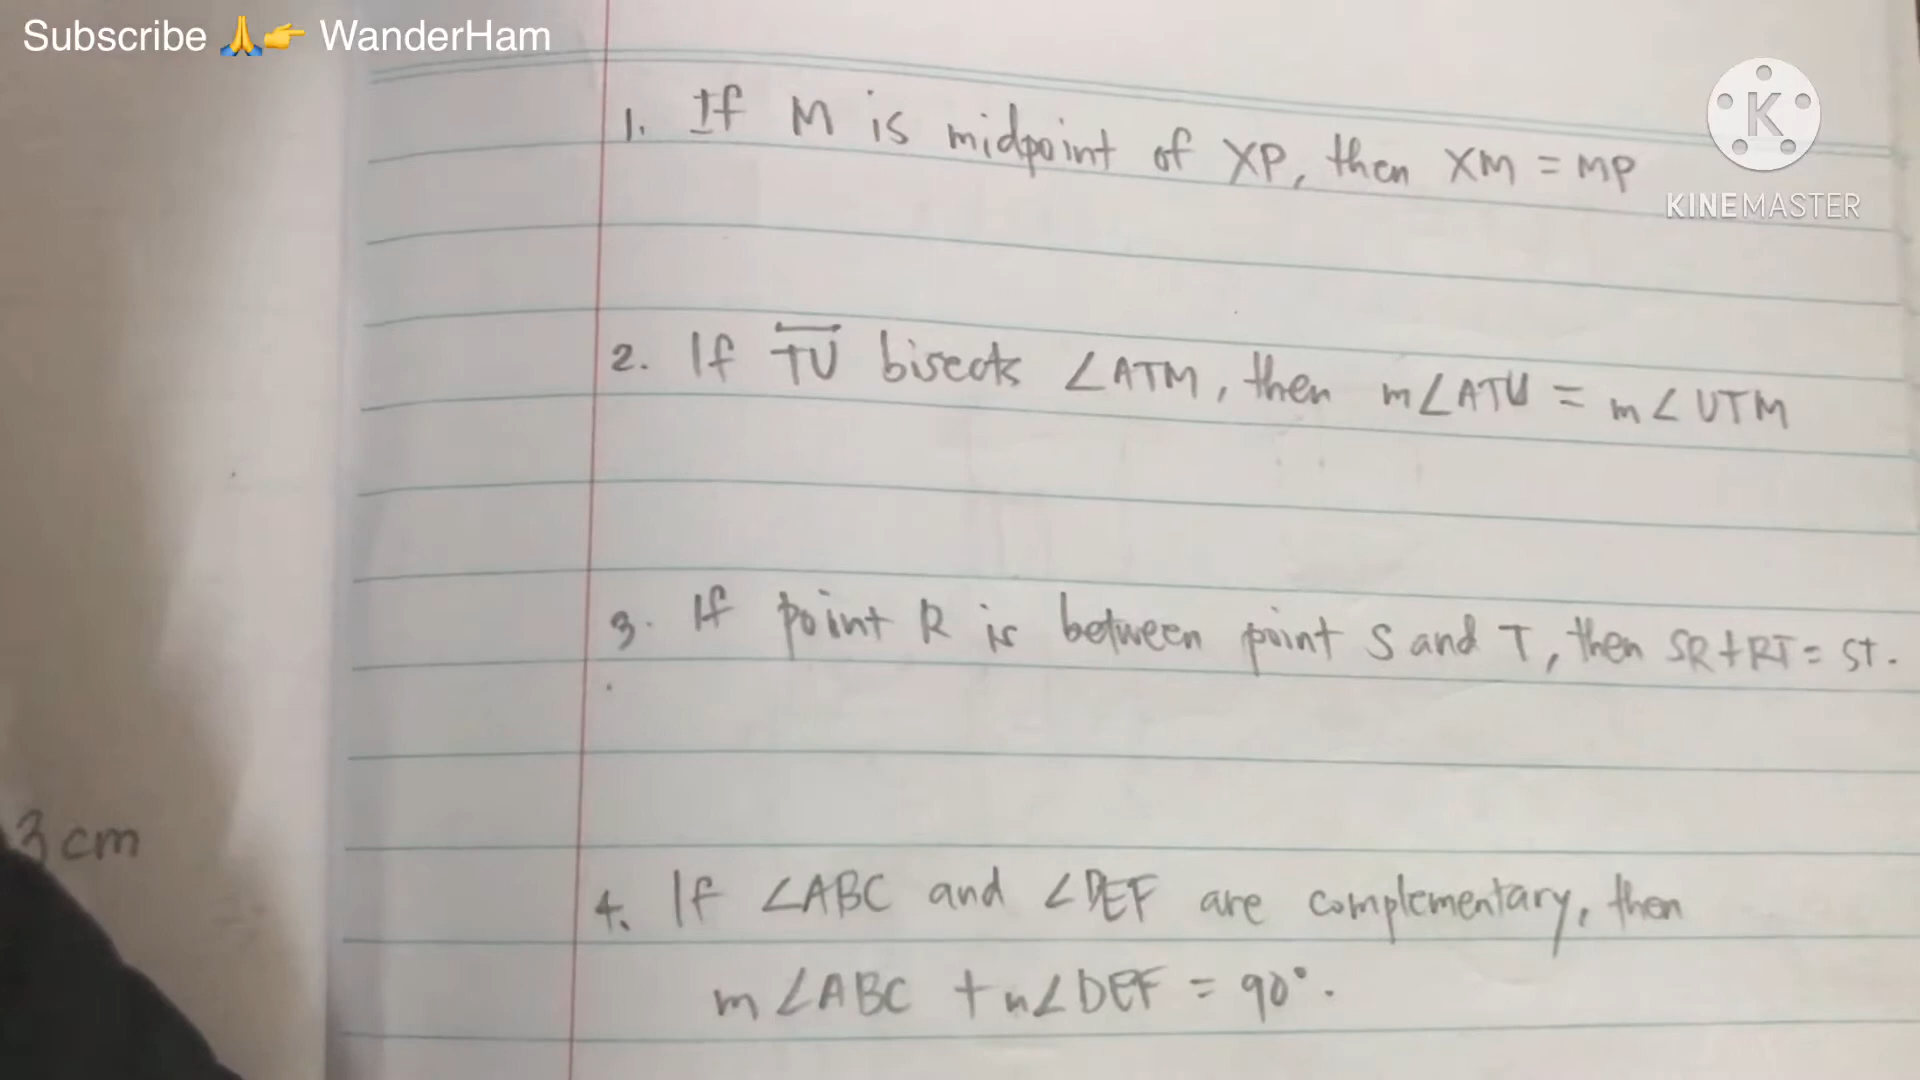 Subscribe 🙏👉 WanderHam
KINEMASTER
1. If M is midpoint of XP, then XM = MP
2. If TU bisects ∠ATM, then m∠ATU = m∠UTM
3. If point R is between point S and T, then SR+RT = ST.
3 cm
4. If ∠ABC and ∠DEF are complementary, then
m∠ABC + m∠DEF = 90°.